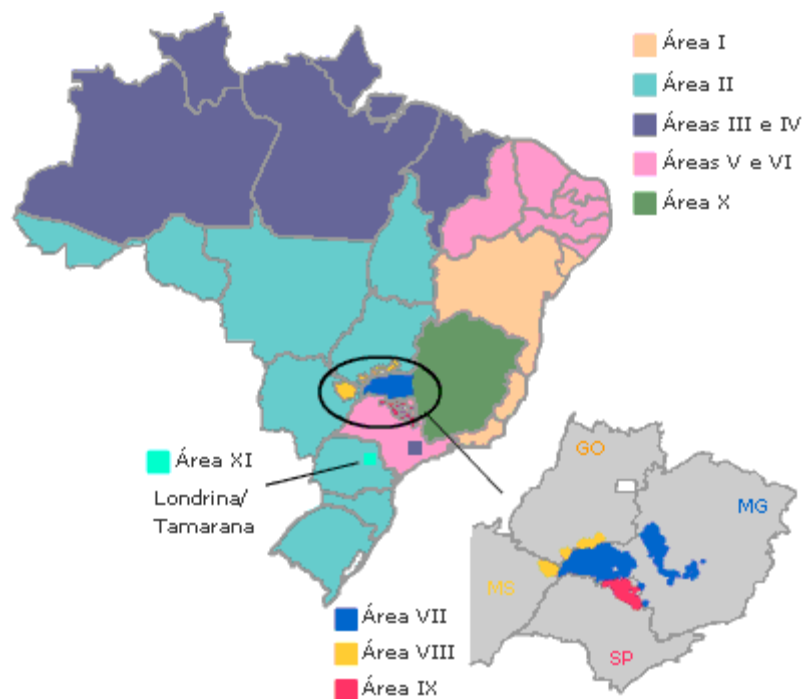 Área I
Área II
Áreas III e IV
Áreas V e VI
Área X
Área XI
Londrina/
Tamarana
GO
MG
MS
SP
Área VII
Área VIII
Área IX